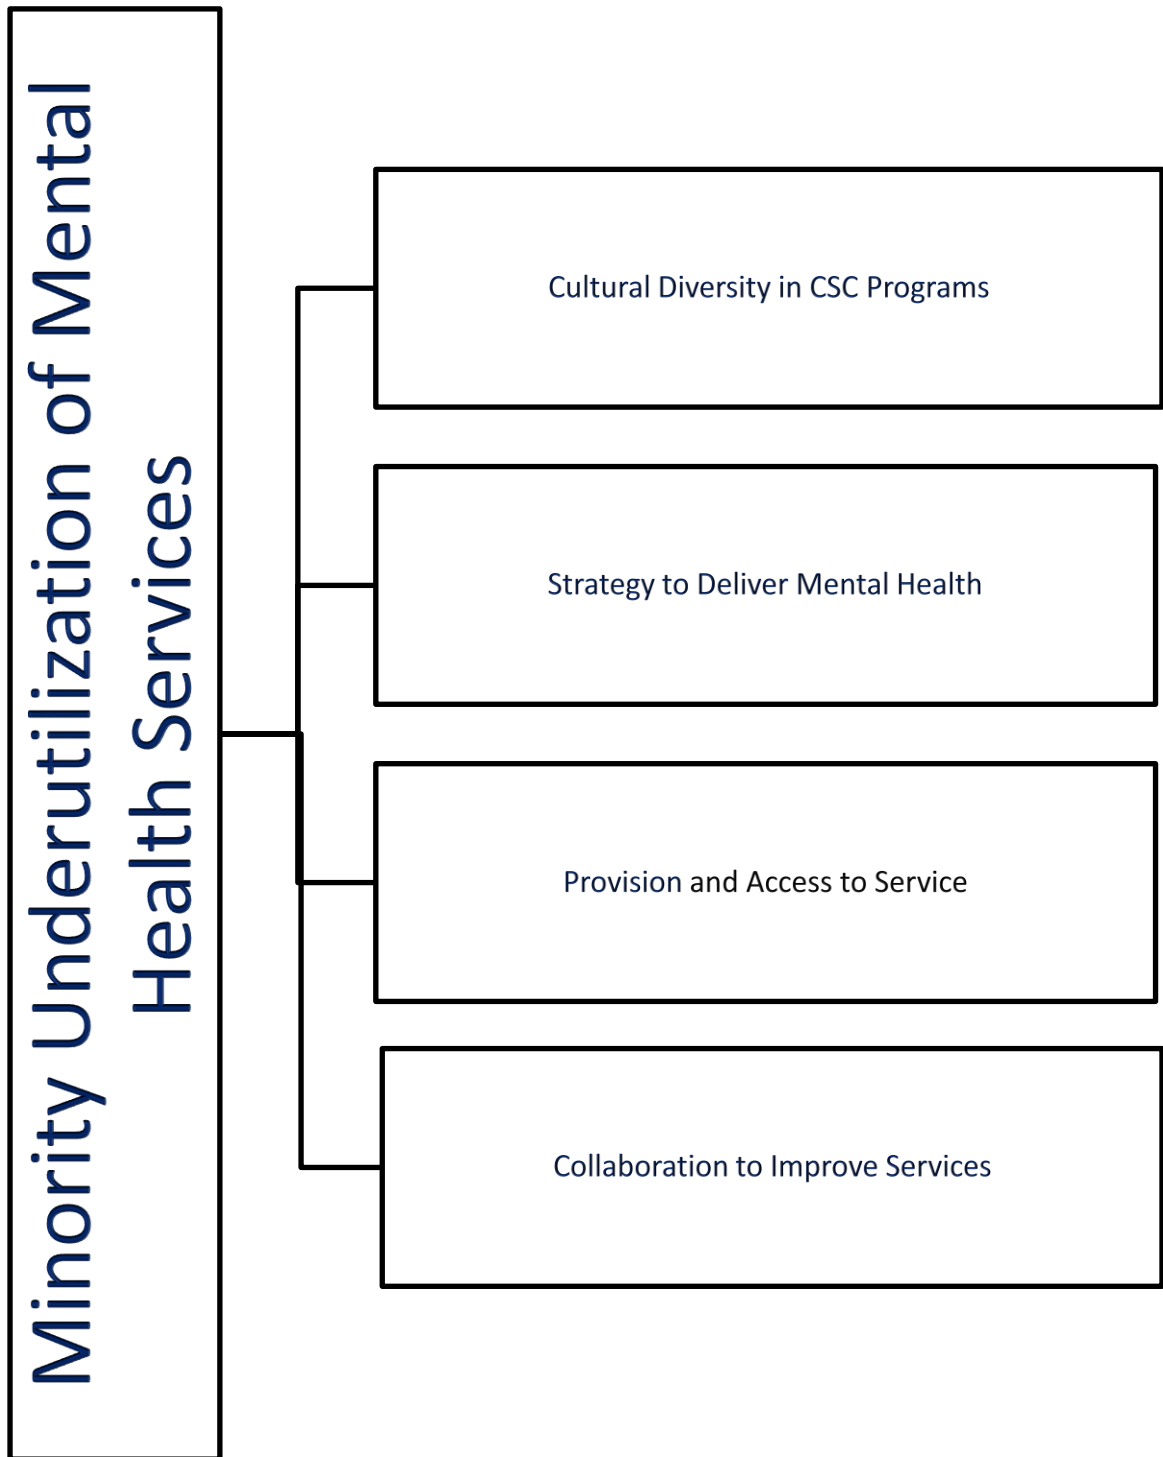 Minority Underutilization of Mental
Health Services
Cultural Diversity in CSC Programs
Strategy to Deliver Mental Health
Provision and Access to Service
Collaboration to Improve Services